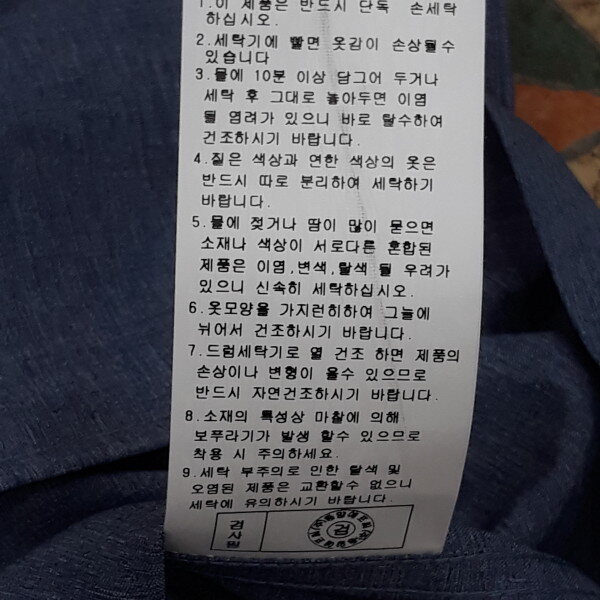 1.이 제품은 반드시 단독 손세탁
하십시오.
2.세탁기에 빨면 옷감이 손상될수
있습니다
3.물에 10분 이상 담그어 두거나
세탁 후 그대로 놓아두면 이염
될 염려가 있으니 바로 탈수하여
건조하시기 바랍니다.
4.짙은 색상과 연한 색상의 옷은
반드시 따로 분리하여 세탁하기
바랍니다.
5.물에 젖거나 땀이 많이 묻으면
소재나 색상이 서로다른 혼합된
제품은 이염,변색,탈색 될 우려가
있으니 신속히 세탁하십시오.
6.옷모양을 가지런히하여 그늘에
뉘어서 건조하시기 바랍니다.
7.드럼세탁기로 열 건조 하면 제품의
손상이나 변형이 올수 있으므로
반드시 자연건조하시기 바랍니다.
8.소재의 특성상 마찰에 의해
보푸라기가 발생 할수 있으므로
착용 시 주의하세요.
9.세탁 부주의로 인한 탈색 및
오염된 제품은 교환할수 없으니
세탁에 유의하시기 바랍니다.
검사필
검